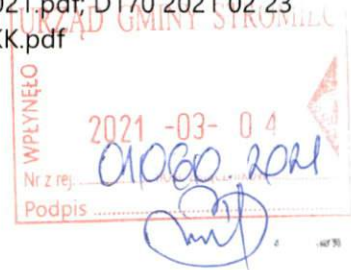 021.pdf; D170 2021 02 23
KK.pdf
URZĄD GMINY STROMIEC
WPŁYNĘŁO
2021 -03- 04
Nr z rej. 01060.2021
Podpis